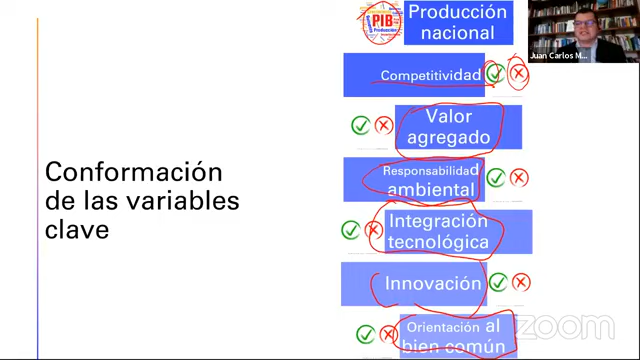 PIB
Producción
Producción
nacional
Competitividad
Valor
agregado
Responsabilidad
ambiental
Integración
tecnológica
Innovación
Orientación al
bien común
Conformación
de las variables
clave
Juan Carlos M...
zoom